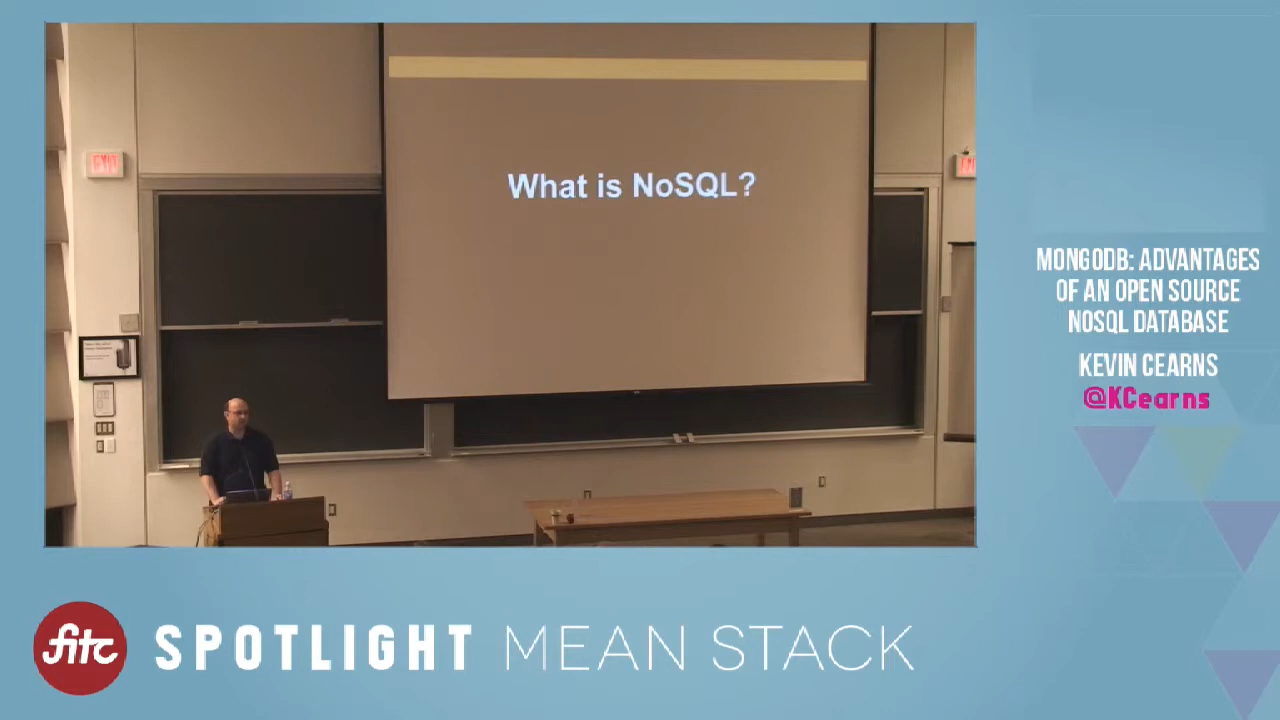 What is NoSQL?
EXIT
EXIT
MONGODB: ADVANTAGES
OF AN OPEN SOURCE
NOSQL DATABASE
KEVIN CEARNS
@KCearns
fitc
SPOTLIGHT MEAN STACK